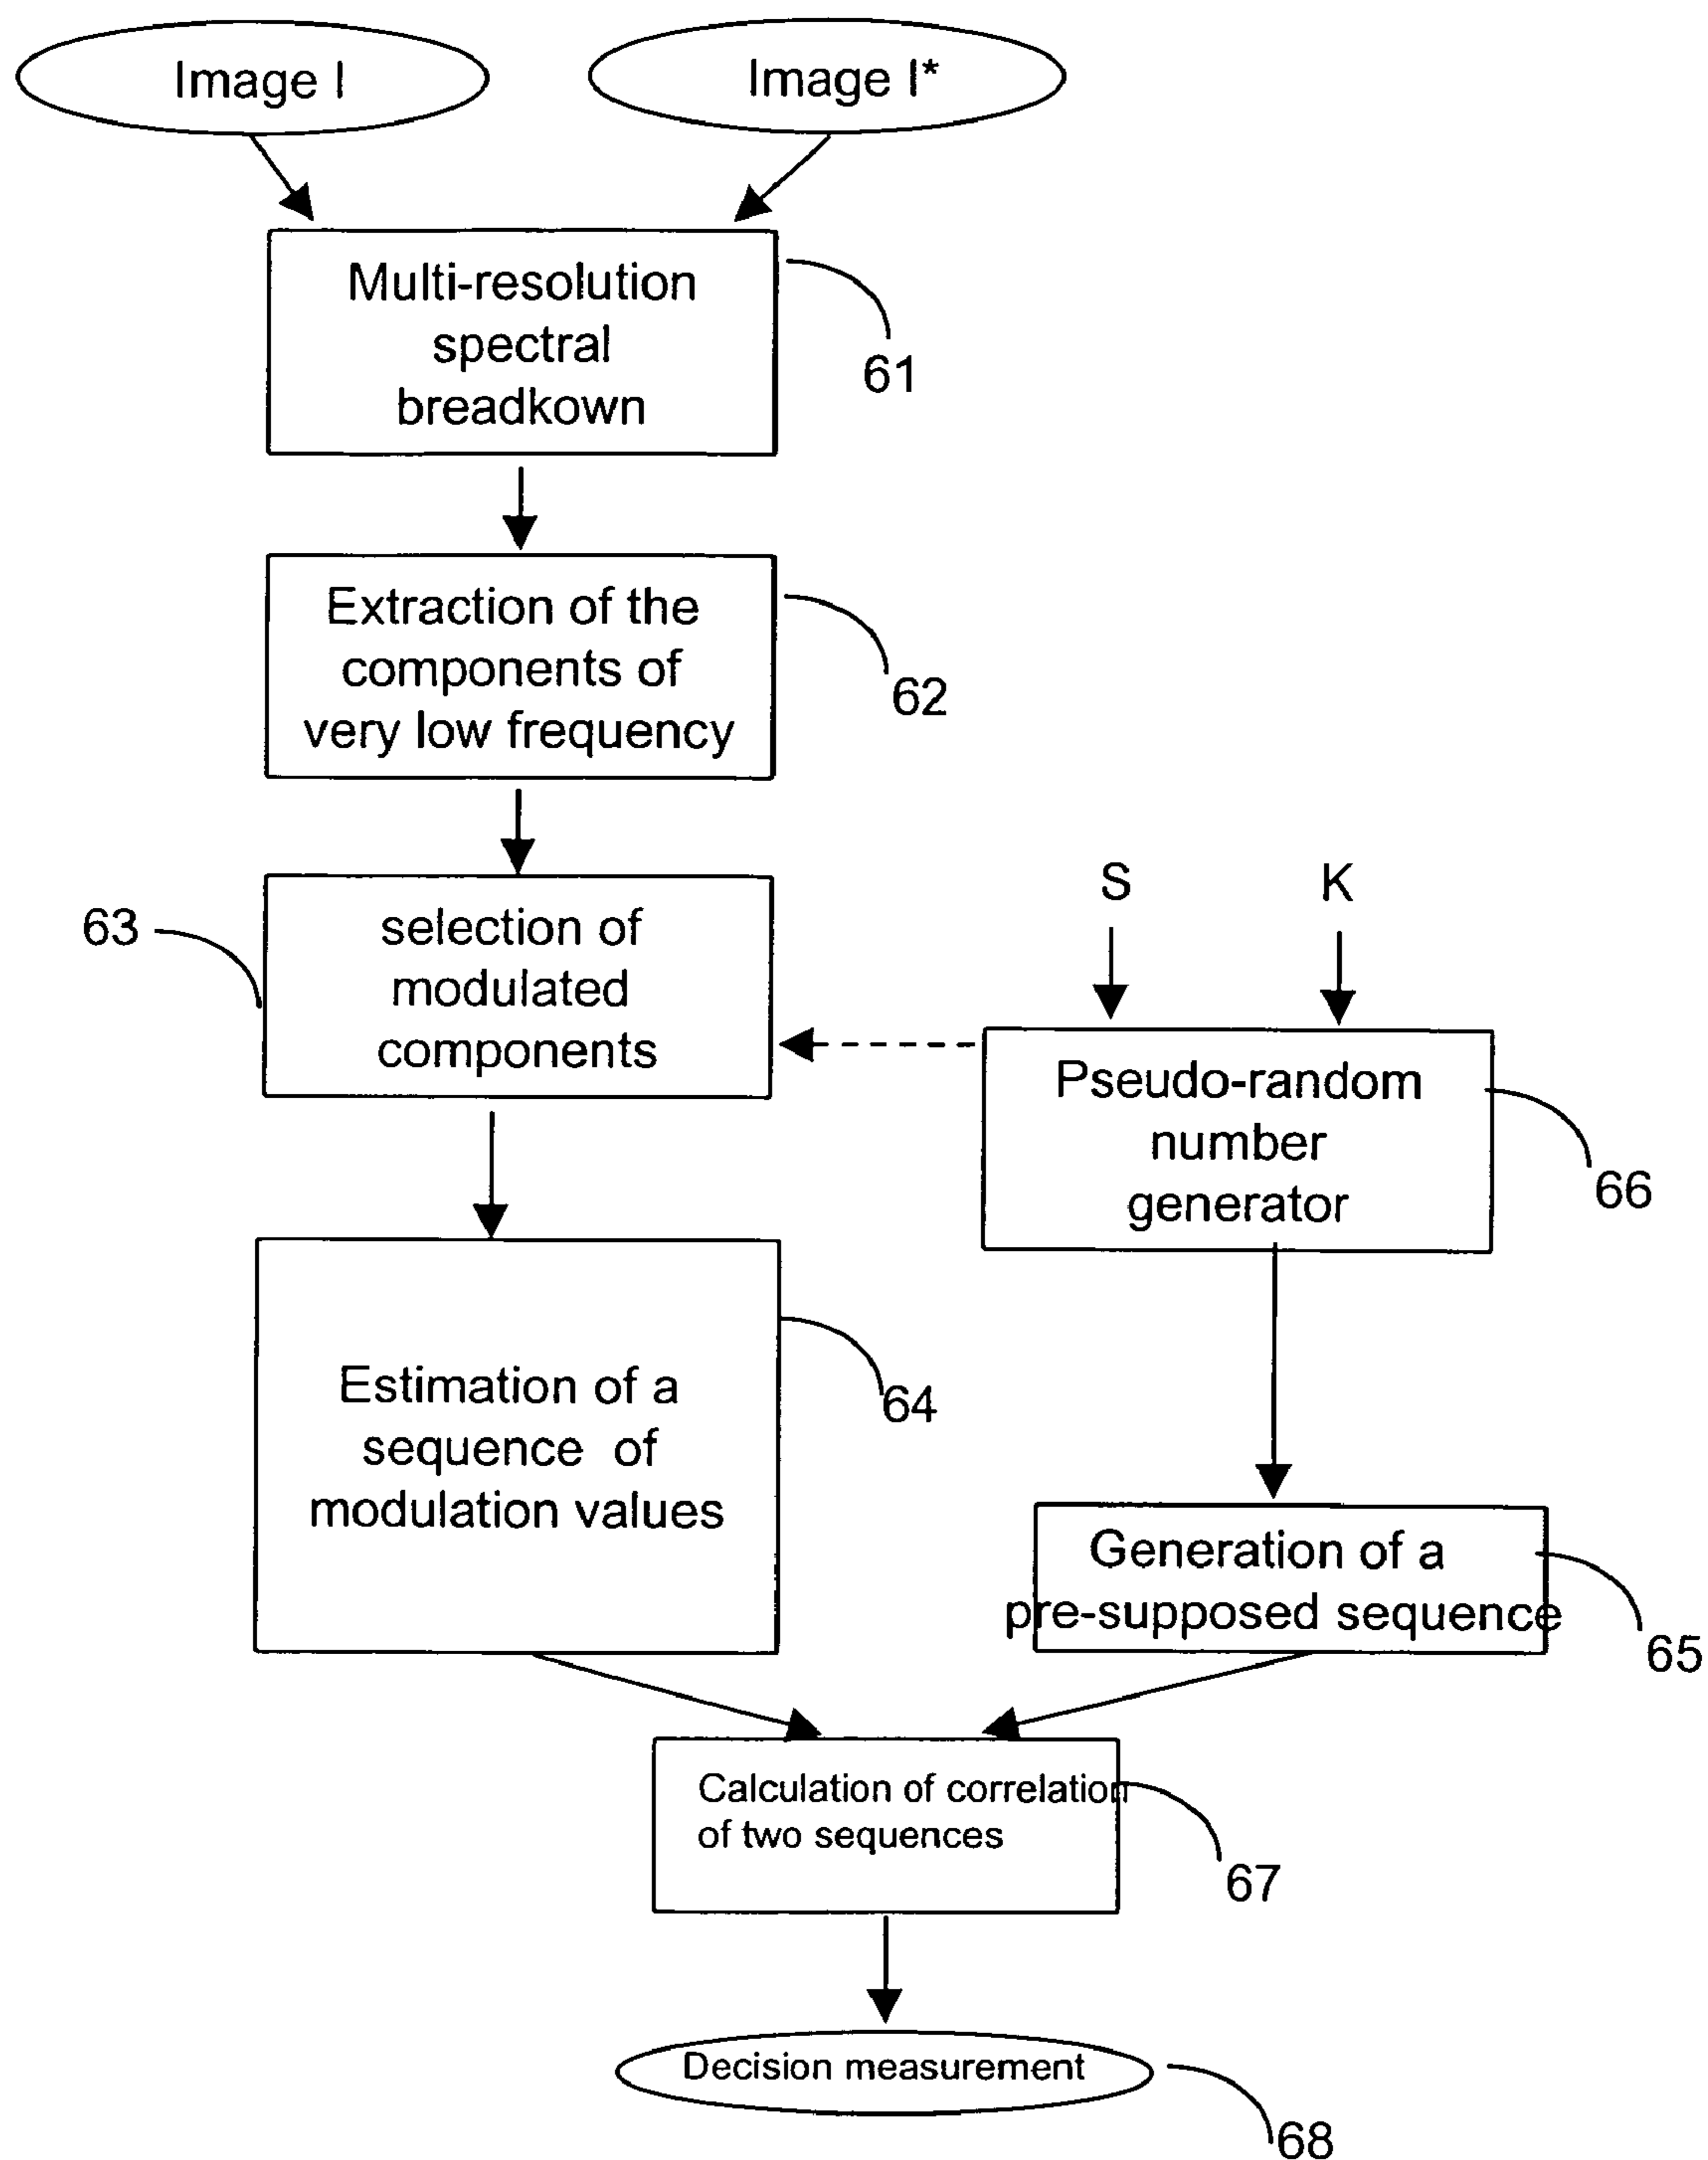 Image I
Image I*
Multi-resolution
spectral
breadkown
61
Extraction of the
components of
very low frequency
62
63
selection of
modulated
components
S
K
Pseudo-random
number
generator
66
Estimation of a
sequence of
modulation values
64
Generation of a
pre-supposed sequence
65
Calculation of correlation
of two sequences
67
Decision measurement
68